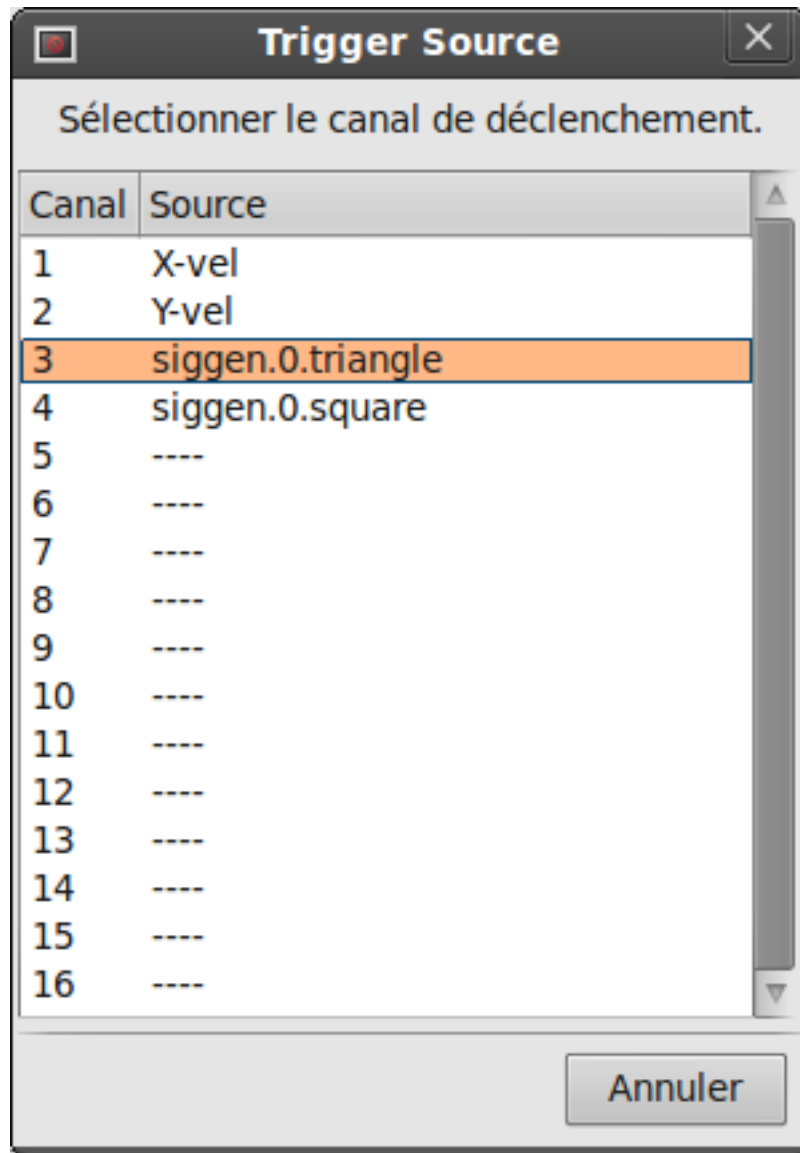 Trigger Source
Sélectionner le canal de déclenchement.
Canal Source
1 X-vel
2 Y-vel
3 siggen.0.triangle
4 siggen.0.square
5 ----
6 ----
7 ----
8 ----
9 ----
10 ----
11 ----
12 ----
13 ----
14 ----
15 ----
16 ----
Annuler